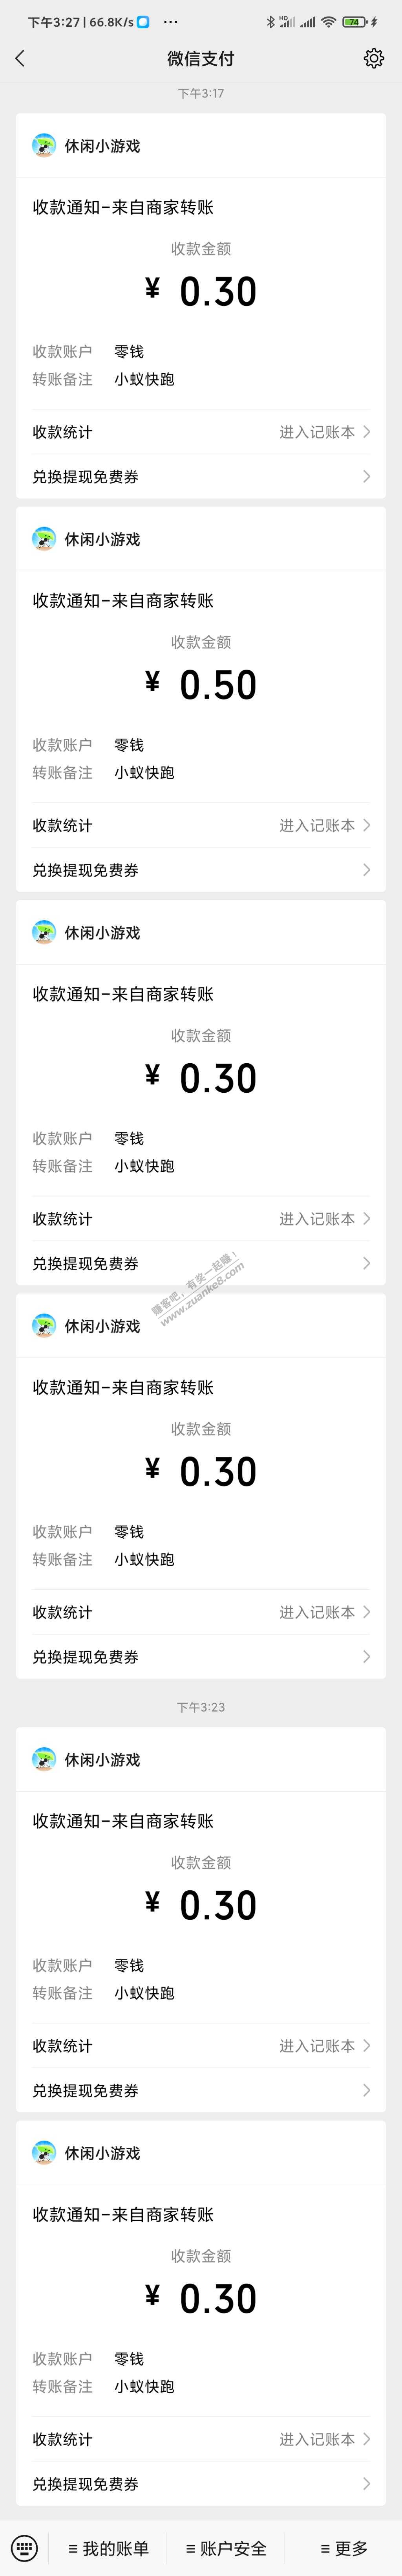 下午3:27 | 66.8K/s ··· HD 74
微信支付
下午3:17
休闲小游戏
收款通知-来自商家转账
收款金额
¥ 0.30
收款账户 零钱
转账备注 小蚁快跑
收款统计 进入记账本
兑换提现免费券
休闲小游戏
收款通知-来自商家转账
收款金额
¥ 0.50
收款账户 零钱
转账备注 小蚁快跑
收款统计 进入记账本
兑换提现免费券
休闲小游戏
收款通知-来自商家转账
收款金额
¥ 0.30
收款账户 零钱
转账备注 小蚁快跑
收款统计 进入记账本
兑换提现免费券
赚客吧，有奖一起赚！
www.zuanke8.com
休闲小游戏
收款通知-来自商家转账
收款金额
¥ 0.30
收款账户 零钱
转账备注 小蚁快跑
收款统计 进入记账本
兑换提现免费券
下午3:23
休闲小游戏
收款通知-来自商家转账
收款金额
¥ 0.30
收款账户 零钱
转账备注 小蚁快跑
收款统计 进入记账本
兑换提现免费券
休闲小游戏
收款通知-来自商家转账
收款金额
¥ 0.30
收款账户 零钱
转账备注 小蚁快跑
收款统计 进入记账本
兑换提现免费券
我的账单 账户安全 更多